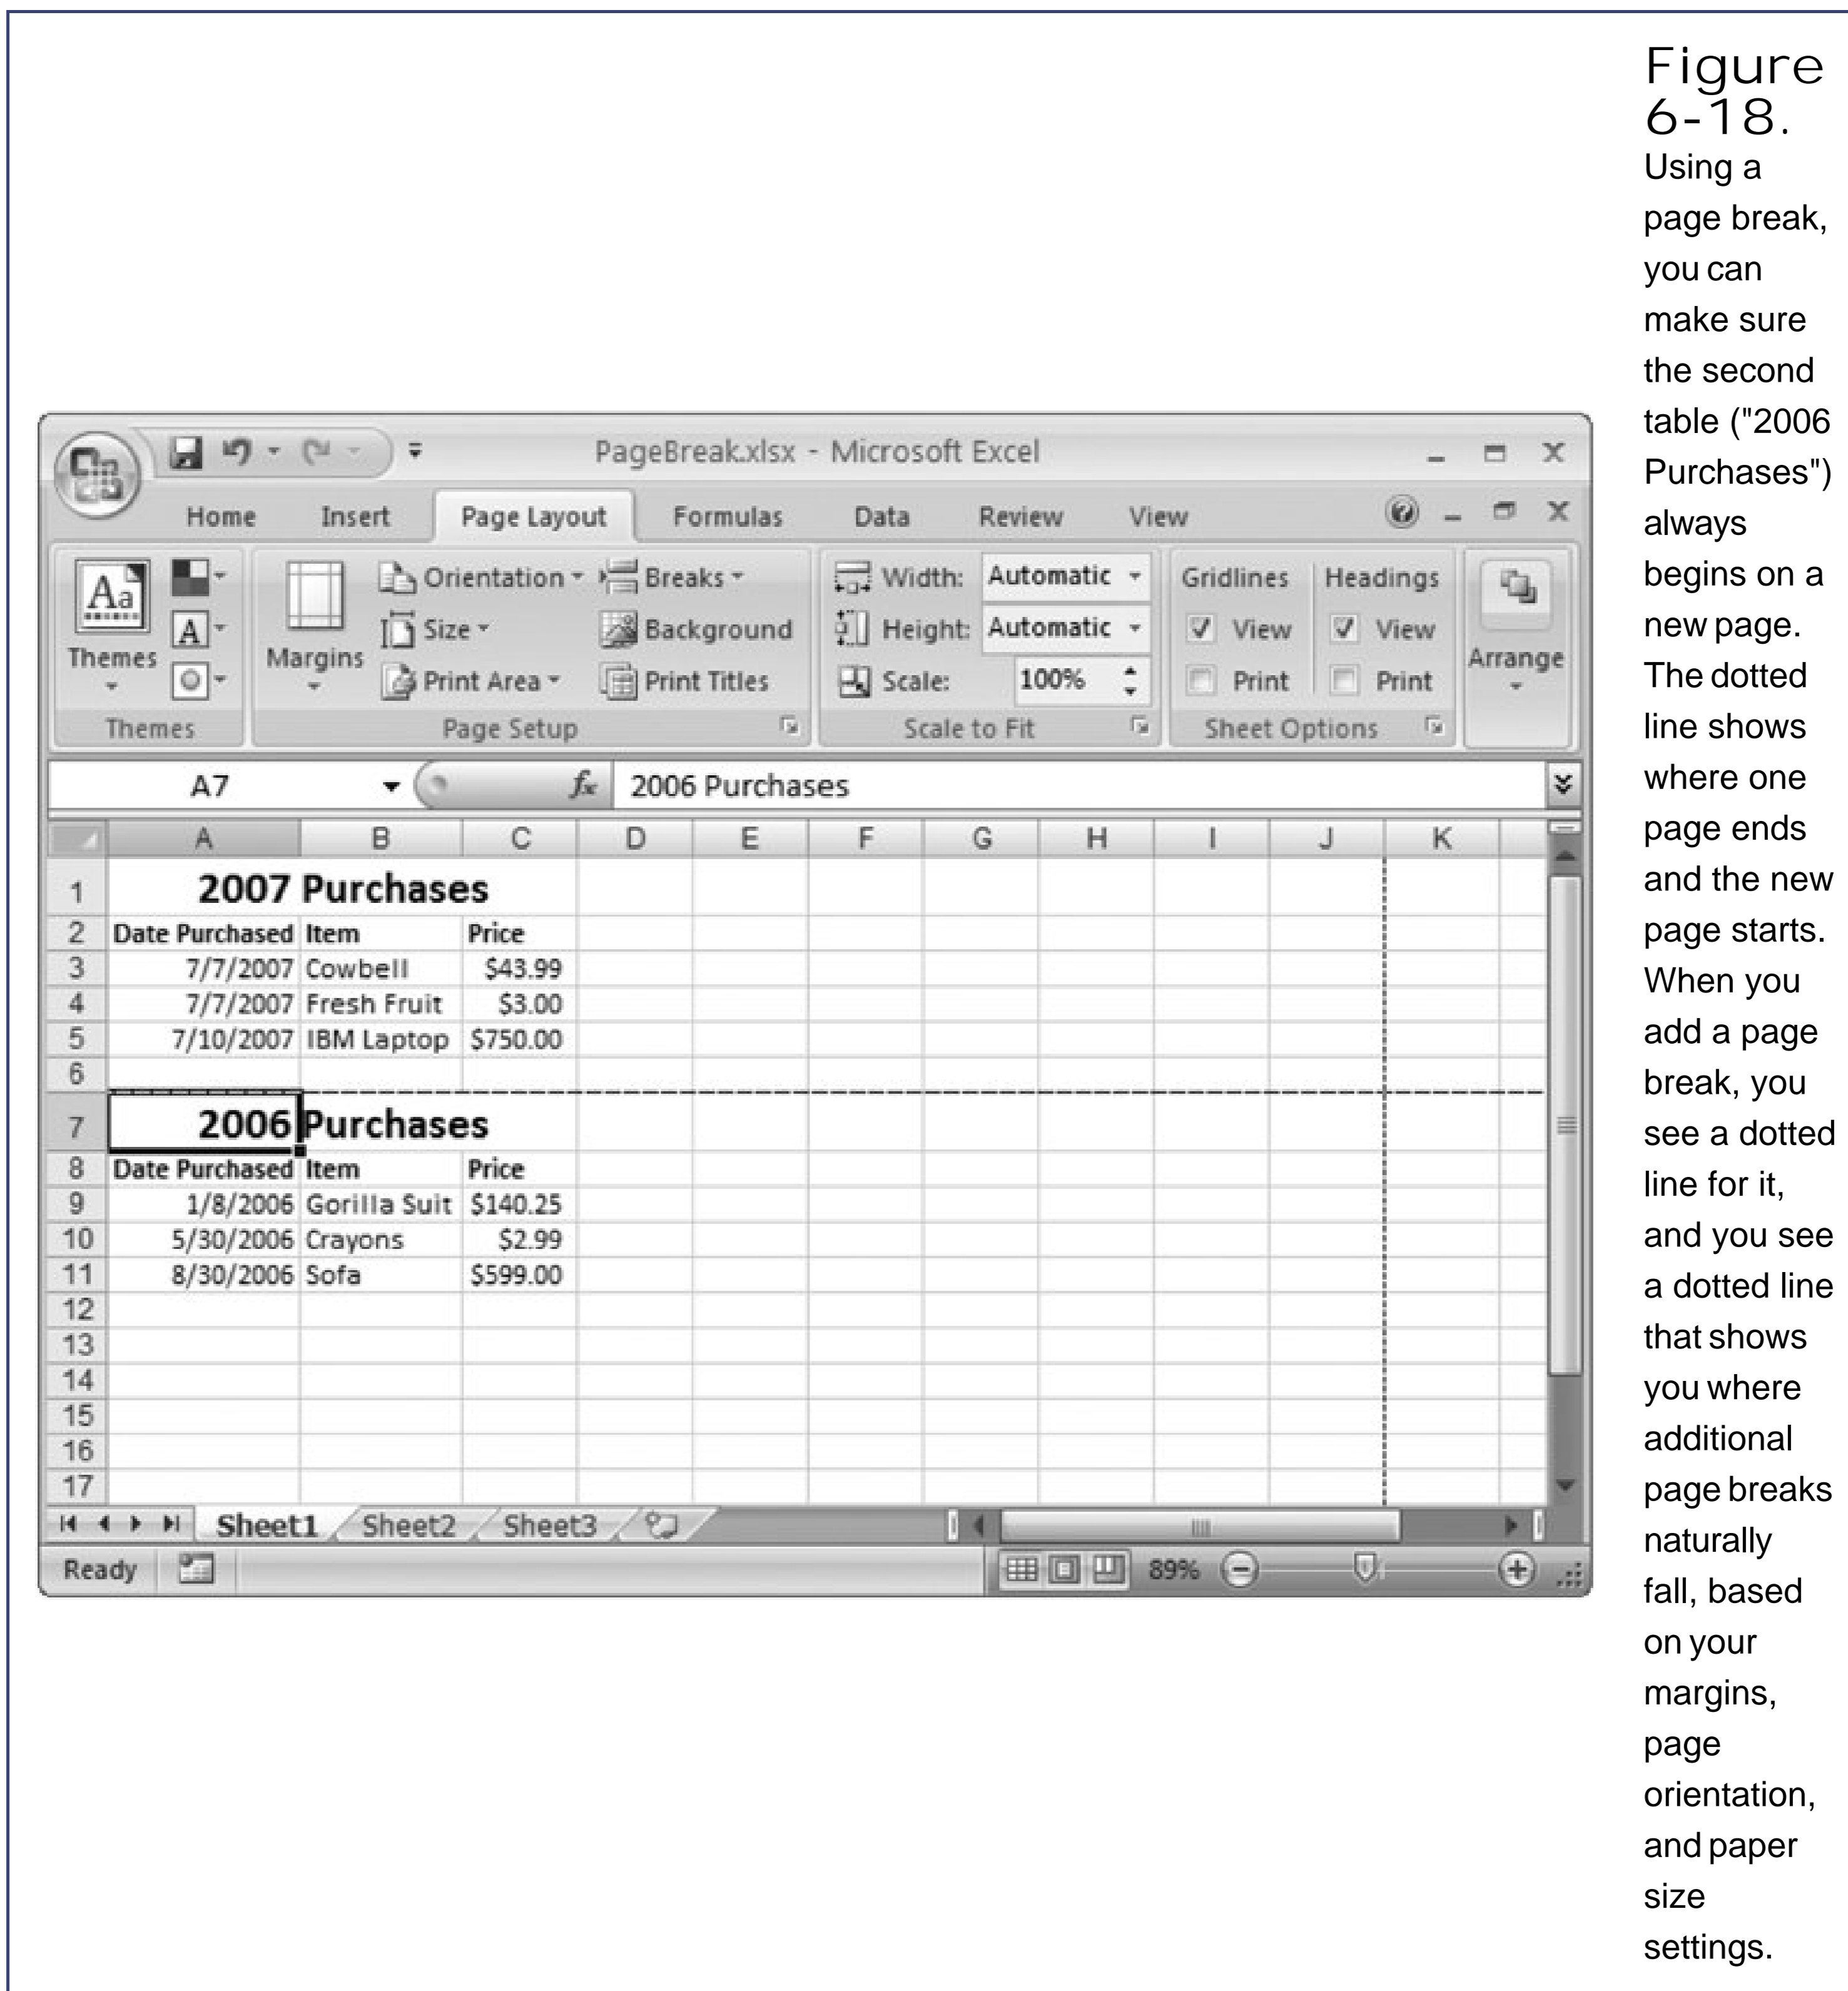 Figure
6-18.
Using a
page break,
you can
make sure
the second
table ("2006
Purchases")
always
begins on a
new page.
The dotted
line shows
where one
page ends
and the new
page starts.
When you
add a page
break, you
see a dotted
line for it,
and you see
a dotted line
that shows
you where
additional
page breaks
naturally
fall, based
on your
margins,
page
orientation,
and paper
size
settings.
PageBreak.xlsx - Microsoft Excel
Home Insert Page Layout Formulas Data Review View
Aa Orientation Breaks Width: Automatic Gridlines Headings
A Size Background Height: Automatic View View
Themes Margins Print Area Print Titles Scale: 100% Print Print Arrange
Themes Page Setup Scale to Fit Sheet Options
A7 fx 2006 Purchases
A B C D E F G H I J K
1 2007 Purchases
2 Date Purchased Item Price
3 7/7/2007 Cowbell $43.99
4 7/7/2007 Fresh Fruit $3.00
5 7/10/2007 IBM Laptop $750.00
6
7 2006 Purchases
8 Date Purchased Item Price
9 1/8/2006 Gorilla Suit $140.25
10 5/30/2006 Crayons $2.99
11 8/30/2006 Sofa $599.00
12
13
14
15
16
17
Sheet1 Sheet2 Sheet3
Ready 89%